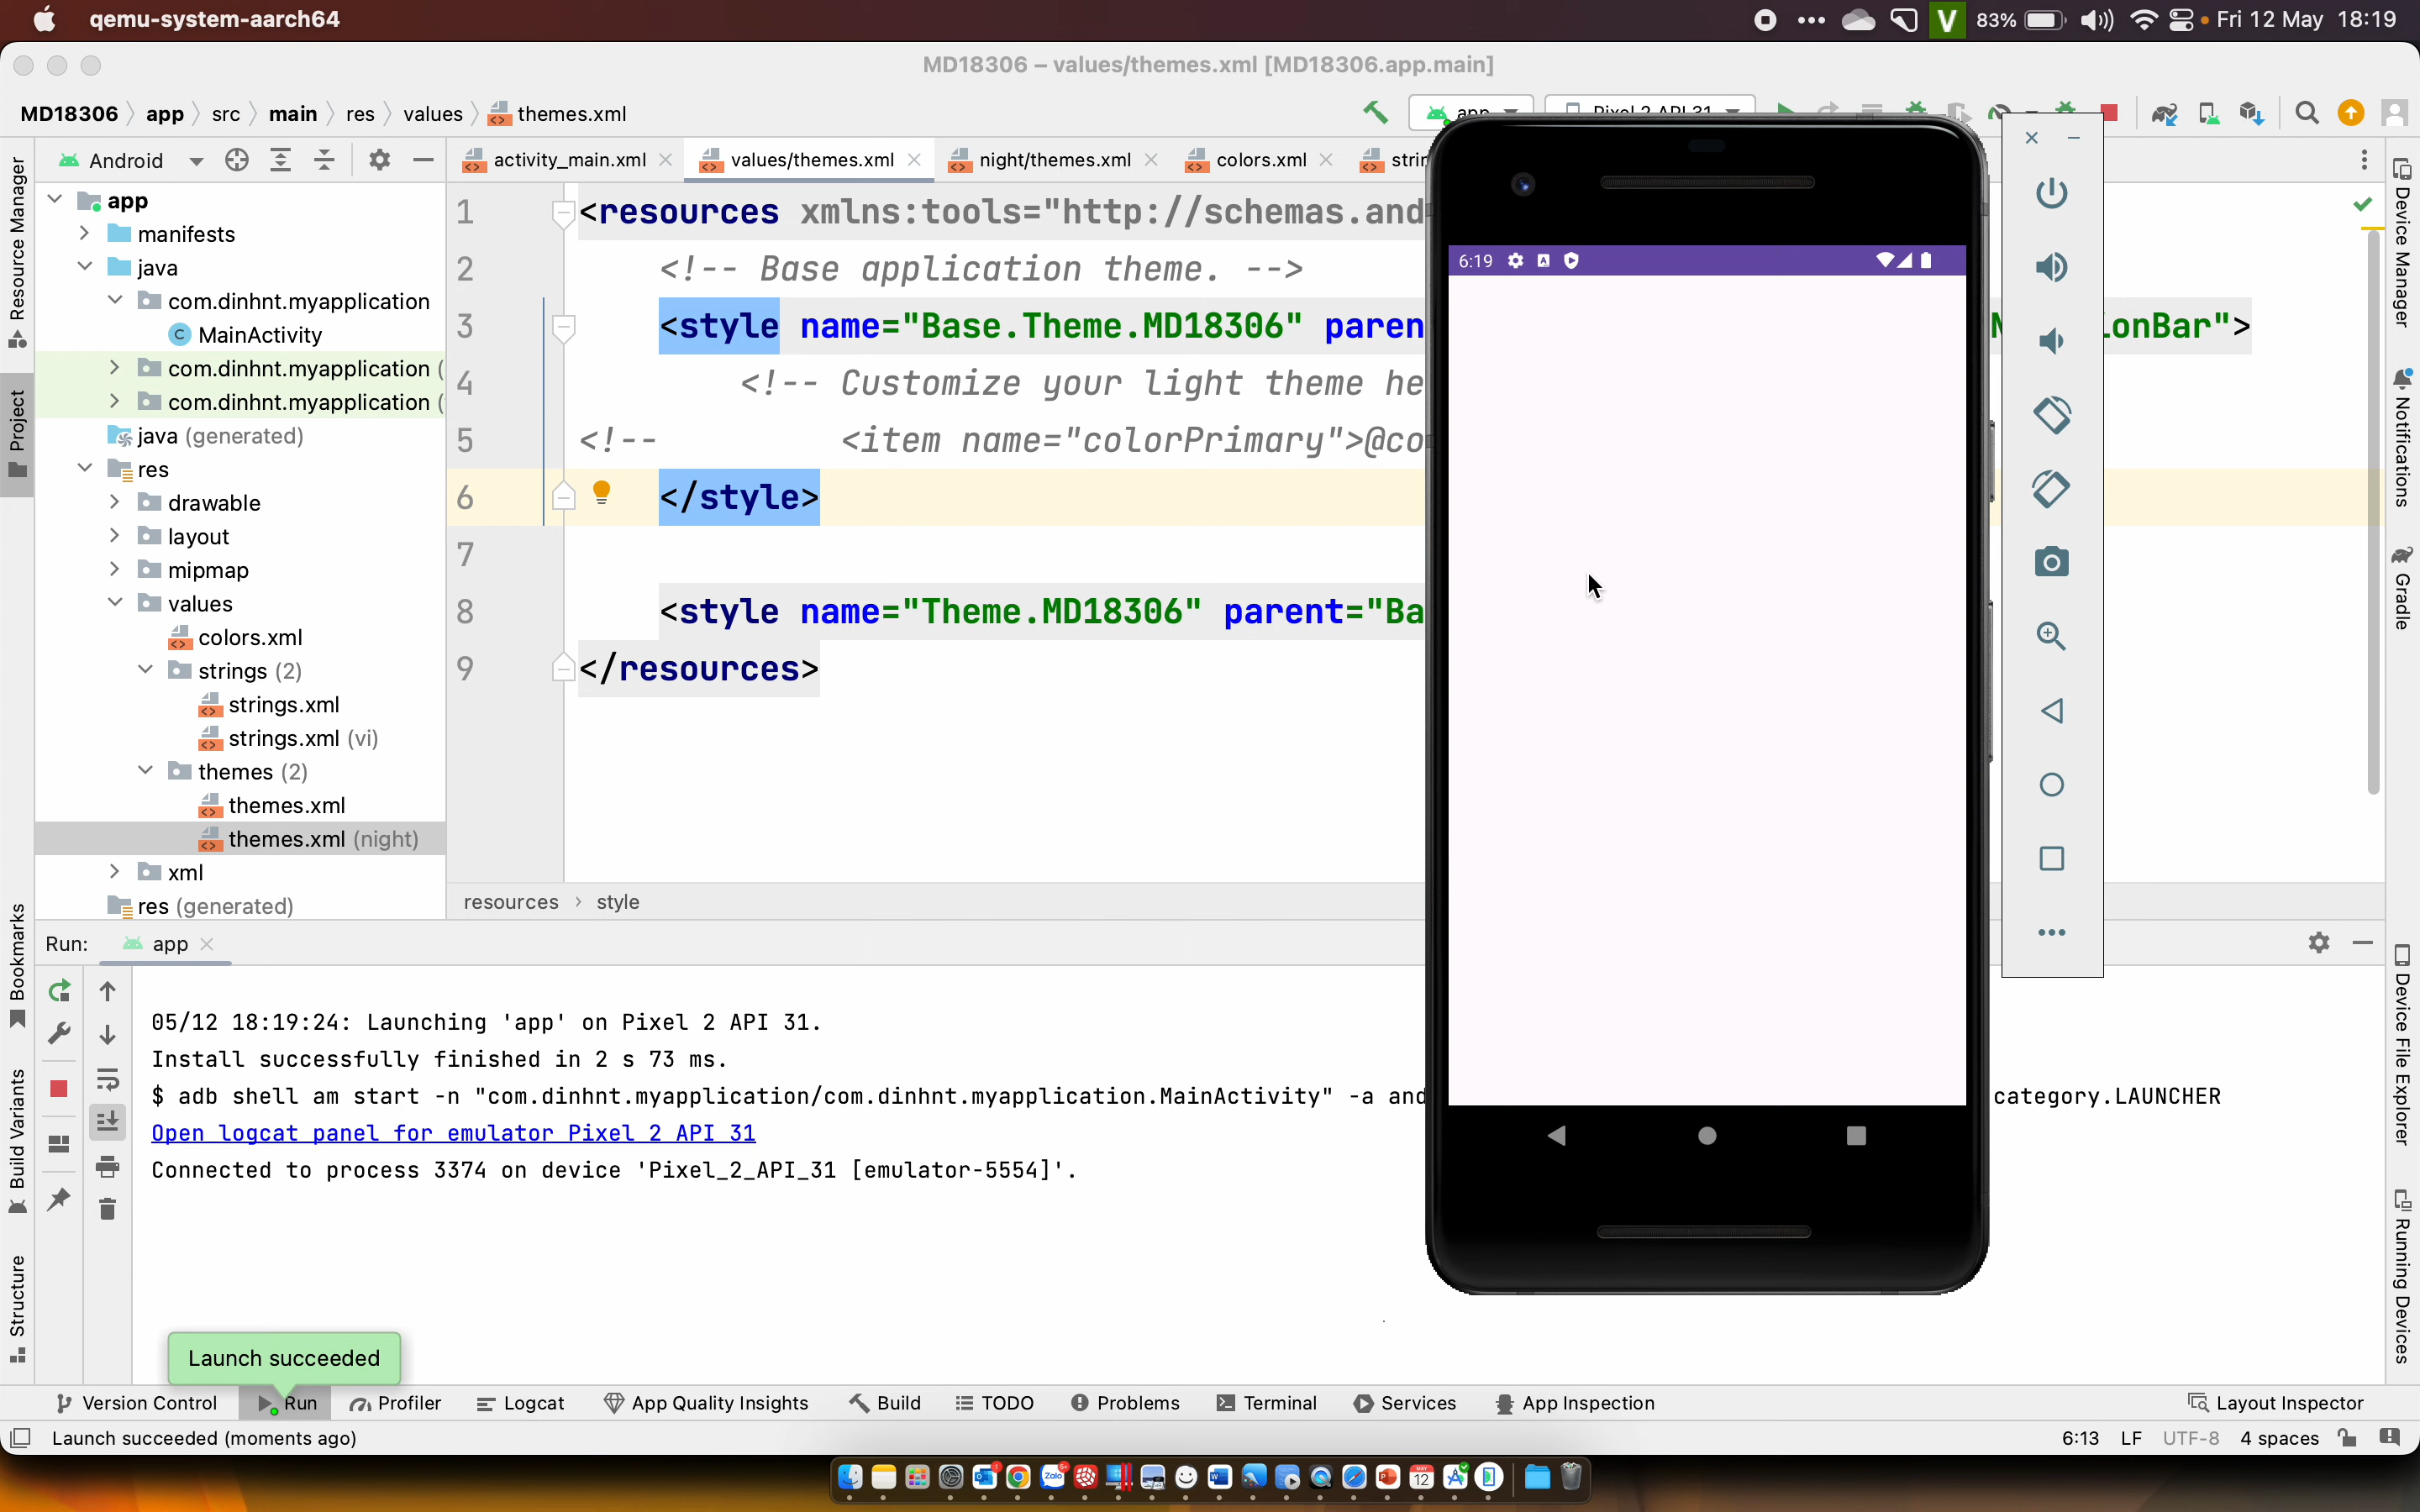 qemu-system-aarch64
83%
Fri 12 May 18:19
MD18306 – values/themes.xml [MD18306.app.main]
MD18306 app src main res values themes.xml
app
Pixel 2 API 31
Android
activity_main.xml
values/themes.xml
night/themes.xml
colors.xml
Resource Manager
Project
Bookmarks
Build Variants
Structure
app
manifests
java
com.dinhnt.myapplication
MainActivity
com.dinhnt.myapplication (
com.dinhnt.myapplication (
java (generated)
res
drawable
layout
mipmap
values
colors.xml
strings (2)
strings.xml
strings.xml (vi)
themes (2)
themes.xml
themes.xml (night)
xml
res (generated)
1 <resources xmlns:tools="http://schemas.and
2 <!-- Base application theme. -->
3 <style name="Base.Theme.MD18306" paren onBar">
4 <!-- Customize your light theme he
5 <!-- <item name="colorPrimary">@co
6 </style>
7
8 <style name="Theme.MD18306" parent="Ba
9 </resources>
resources › style
6:19
Device Manager
Notifications
Gradle
Device File Explorer
Running Devices
Run: app
05/12 18:19:24: Launching 'app' on Pixel 2 API 31.
Install successfully finished in 2 s 73 ms.
$ adb shell am start -n "com.dinhnt.myapplication/com.dinhnt.myapplication.MainActivity" -a and category.LAUNCHER
Open logcat panel for emulator Pixel 2 API 31
Connected to process 3374 on device 'Pixel_2_API_31 [emulator-5554]'.
Launch succeeded
Version Control Run Profiler Logcat App Quality Insights Build TODO Problems Terminal Services App Inspection Layout Inspector
Launch succeeded (moments ago)
6:13 LF UTF-8 4 spaces